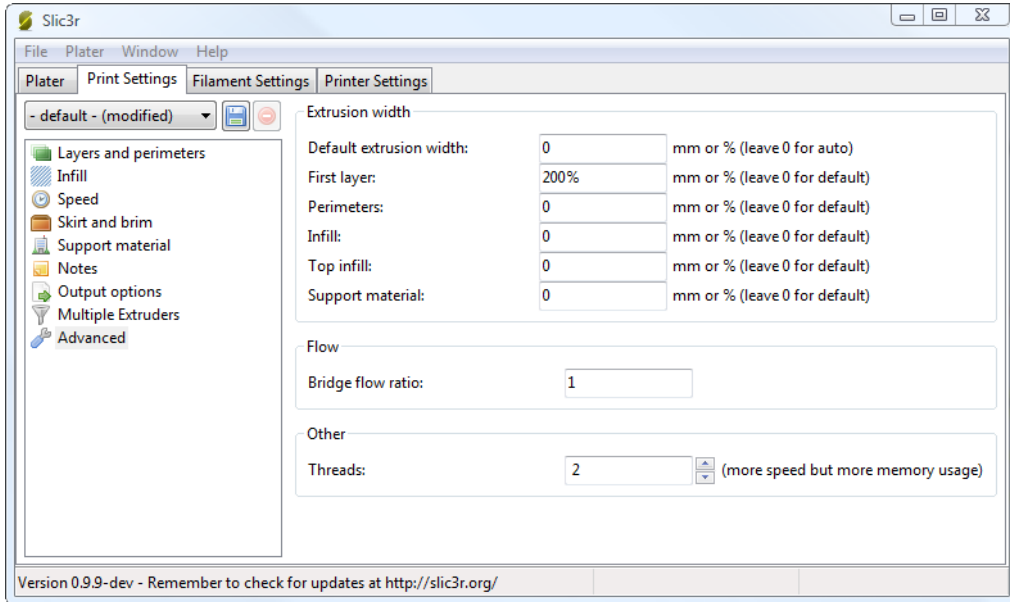 Slic3r
File Plater Window Help
Plater Print Settings Filament Settings Printer Settings
- default - (modified)
Layers and perimeters
Infill
Speed
Skirt and brim
Support material
Notes
Output options
Multiple Extruders
Advanced
Extrusion width
Default extrusion width: 0 mm or % (leave 0 for auto)
First layer: 200% mm or % (leave 0 for default)
Perimeters: 0 mm or % (leave 0 for default)
Infill: 0 mm or % (leave 0 for default)
Top infill: 0 mm or % (leave 0 for default)
Support material: 0 mm or % (leave 0 for default)
Flow
Bridge flow ratio: 1
Other
Threads: 2 (more speed but more memory usage)
Version 0.9.9-dev - Remember to check for updates at http://slic3r.org/